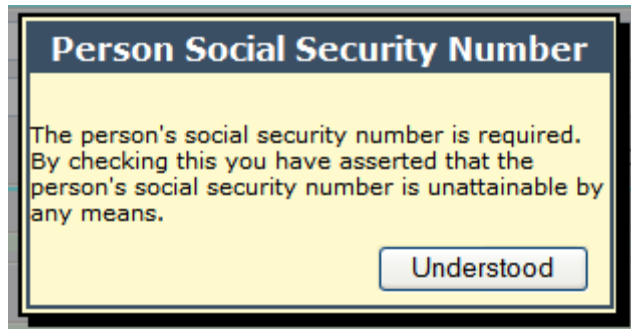 Person Social Security Number
The person's social security number is required.
By checking this you have asserted that the
person's social security number is unattainable by
any means.
Understood